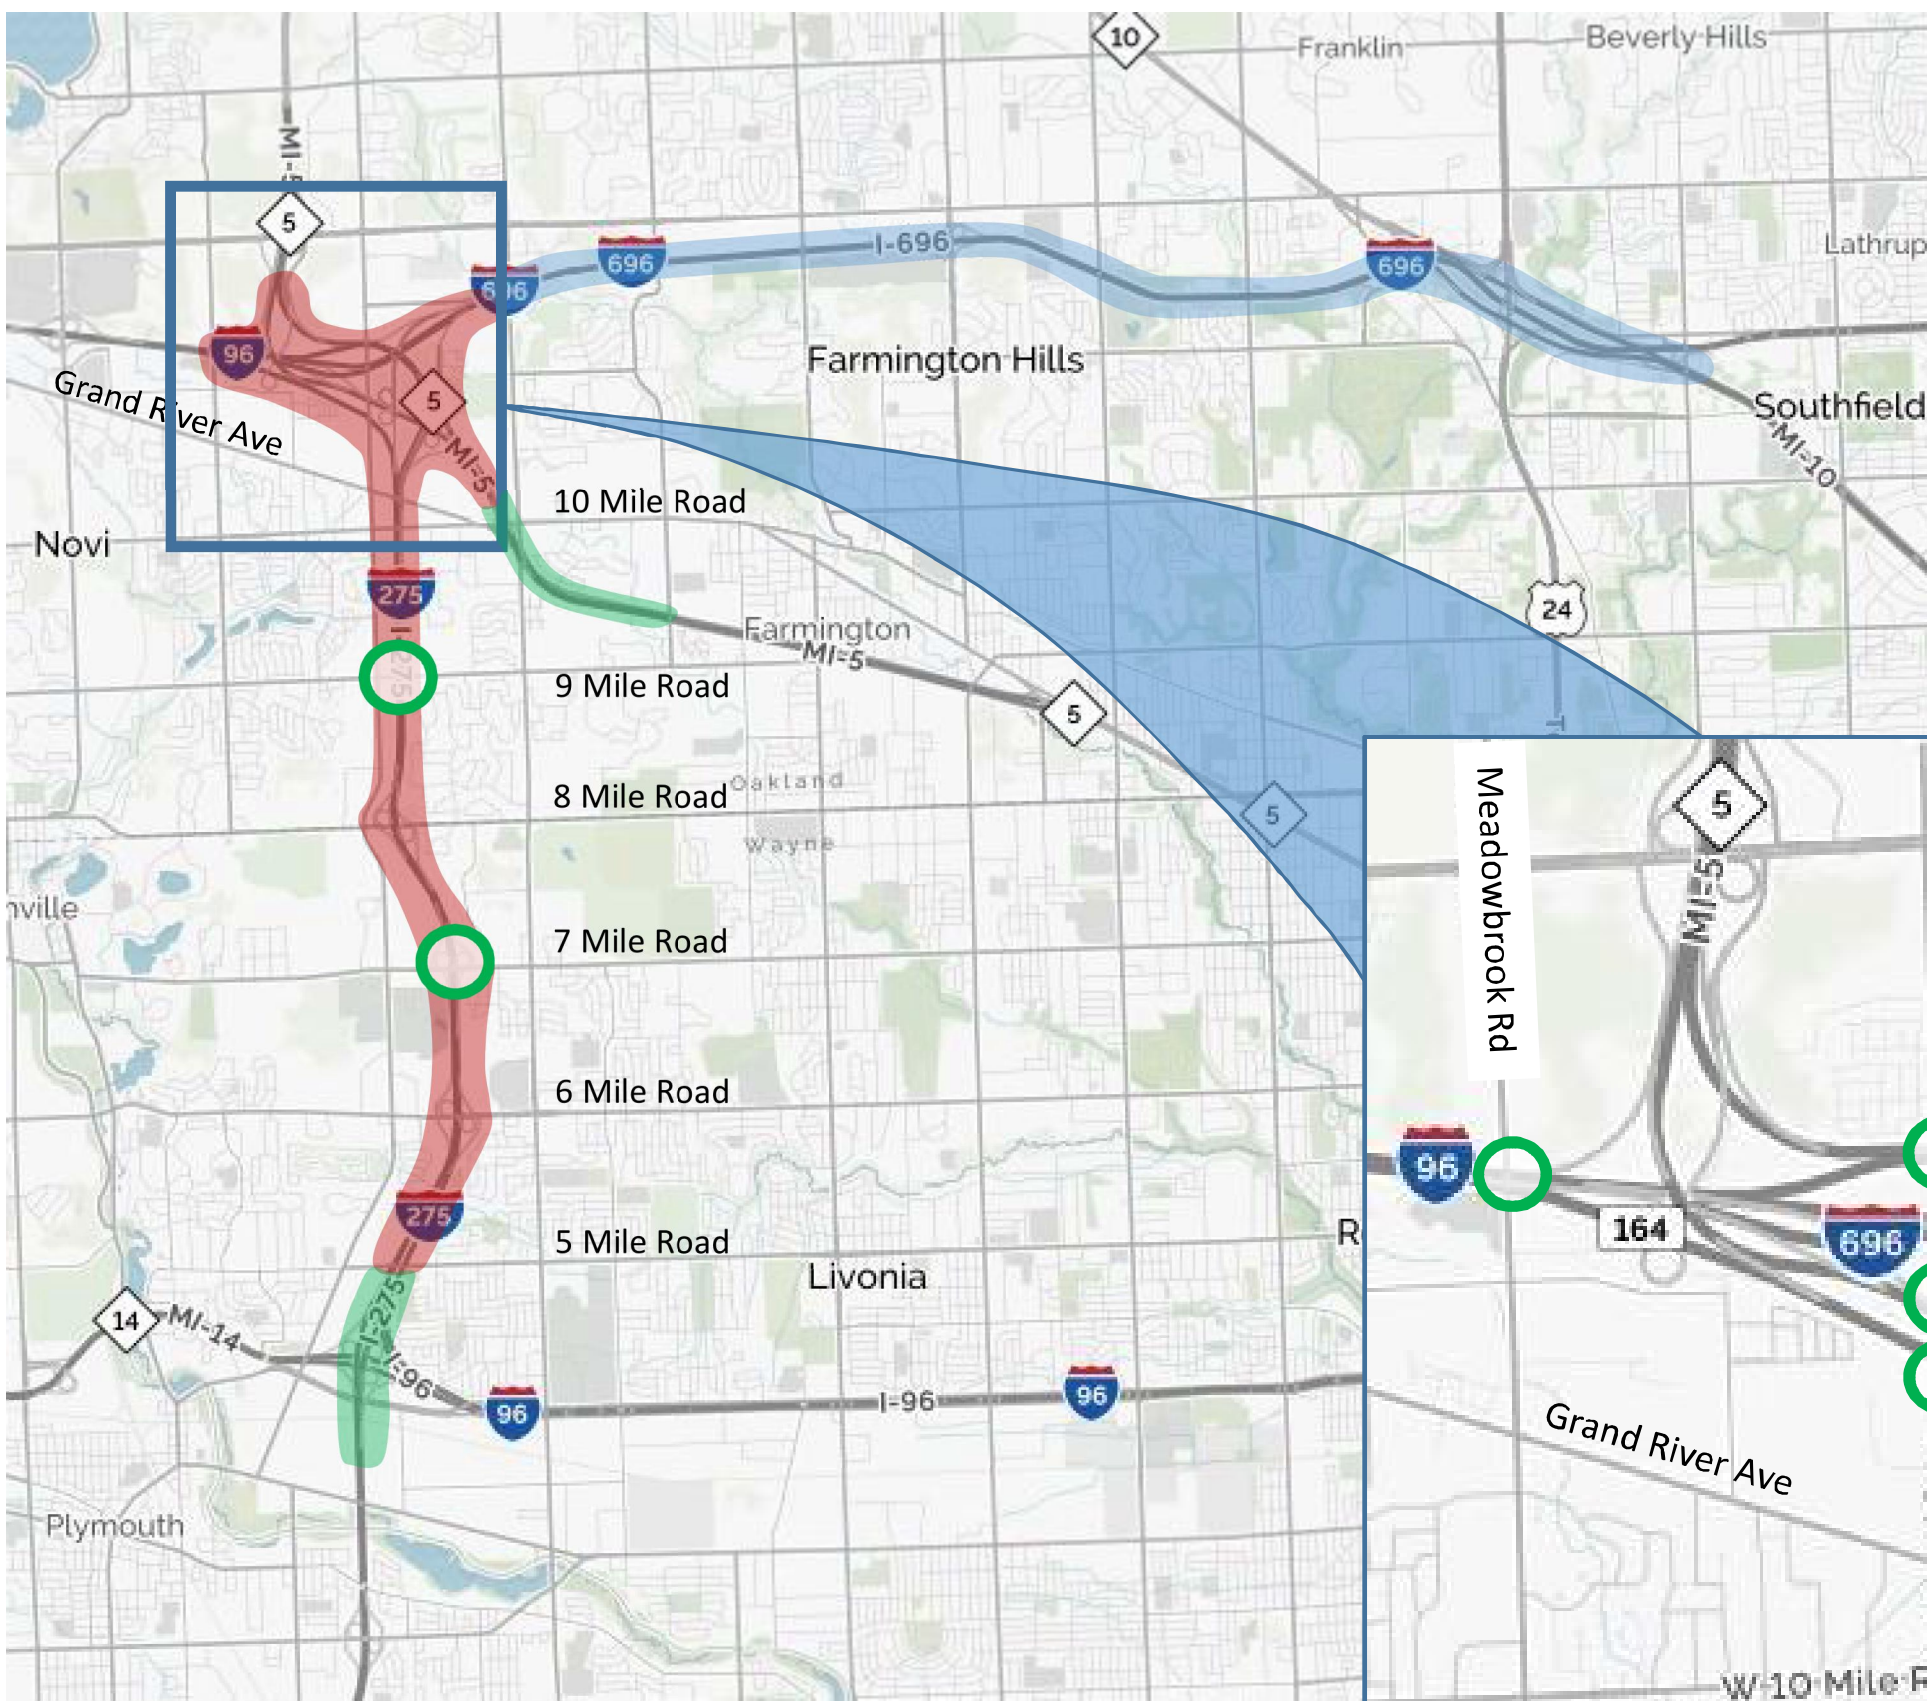 10
Franklin
Beverly Hills
MI-5
5
Lathrup
I-696
696
696
696
96
5
Farmington Hills
Grand River Ave
Southfield
MI-5
MI-10
10 Mile Road
Novi
275
24
I-275
Farmington
MI-5
9 Mile Road
5
Oakland
8 Mile Road
5
Wayne
Meadowbrook Rd
5
MI-5
nville
7 Mile Road
6 Mile Road
96
164
696
275
5 Mile Road
Livonia
14
MI-14
I-275
I-96
96
I-96
96
Grand River Ave
Plymouth
W 10 Mile R